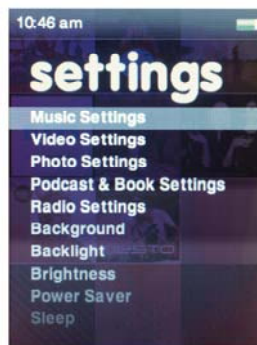 10:46 am
settings
Music Settings
Video Settings
Photo Settings
Podcast & Book Settings
Radio Settings
Background
Backlight
Brightness
Power Saver
Sleep